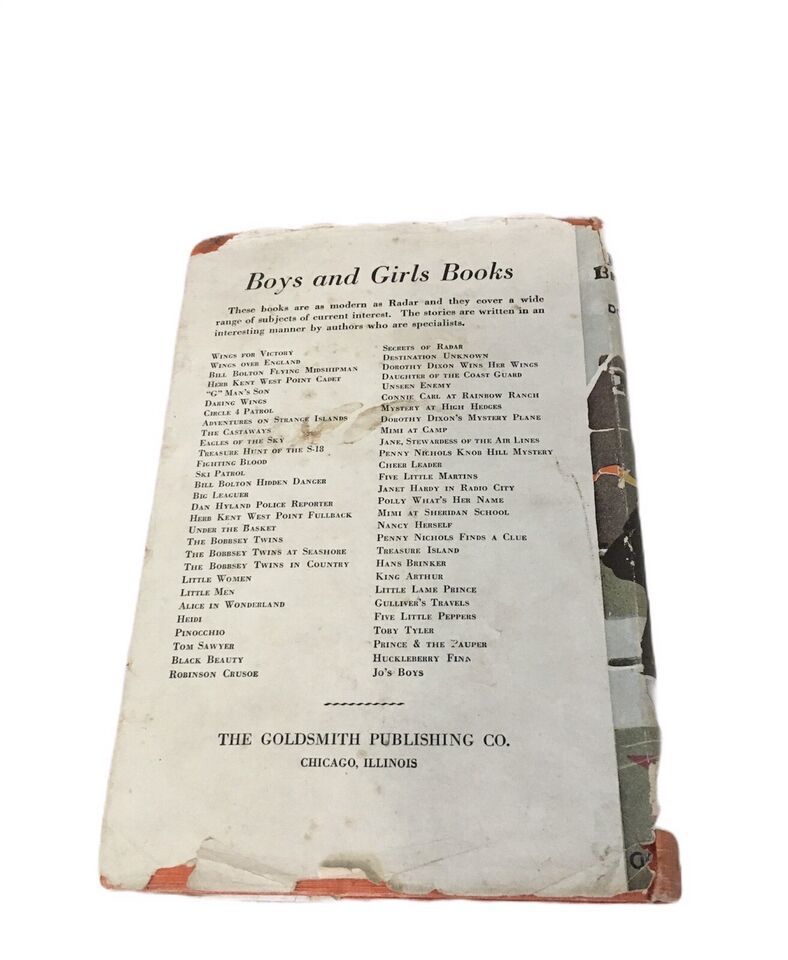 Boys and Girls Books
These books are as modern as Radar and they cover a wide
range of subjects of current interest. The stories are written in an
interesting manner by authors who are specialists.
Wings for Victory
Wings over England
Bill Bolton Flying Midshipman
Herb Kent West Point Cadet
"G" Man's Son
Daring Wings
Circle 4 Patrol
Adventures on Strange Islands
The Castaways
Eagles of the Sky
Treasure Hunt of the S-18
Fighting Blood
Ski Patrol
Bill Bolton Hidden Danger
Big Leaguer
Dan Hyland Police Reporter
Herb Kent West Point Fullback
Under the Basket
The Bobbsey Twins
The Bobbsey Twins at Seashore
The Bobbsey Twins in Country
Little Women
Little Men
Alice in Wonderland
Heidi
Pinocchio
Tom Sawyer
Black Beauty
Robinson Crusoe
Secrets of Radar
Destination Unknown
Dorothy Dixon Wins Her Wings
Daughter of the Coast Guard
Unseen Enemy
Connie Carl at Rainbow Ranch
Mystery at High Hedges
Dorothy Dixon's Mystery Plane
Mimi at Camp
Jane, Stewardess of the Air Lines
Penny Nichols Knob Hill Mystery
Cheer Leader
Five Little Martins
Janet Hardy in Radio City
Polly What's Her Name
Mimi at Sheridan School
Nancy Herself
Penny Nichols Finds a Clue
Treasure Island
Hans Brinker
King Arthur
Little Lame Prince
Gulliver's Travels
Five Little Peppers
Toby Tyler
Prince & the Pauper
Huckleberry Finn
Jo's Boys
THE GOLDSMITH PUBLISHING CO.
CHICAGO, ILLINOIS